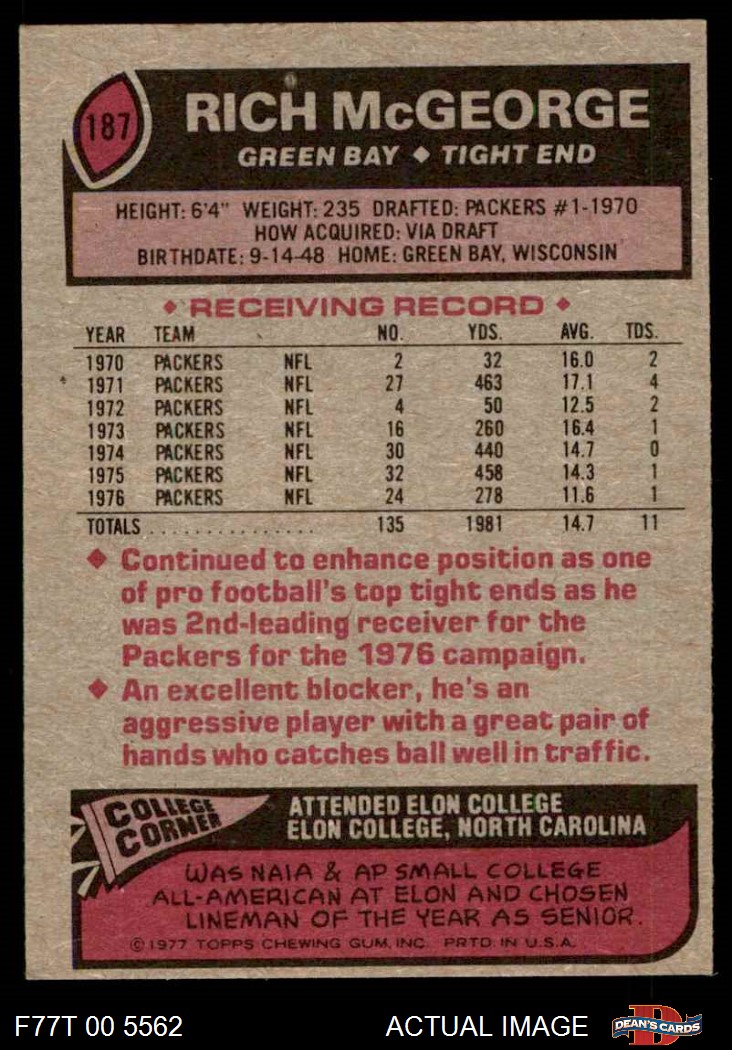 187
RICH McGEORGE
GREEN BAY ◆ TIGHT END
HEIGHT: 6'4" WEIGHT: 235 DRAFTED: PACKERS #1-1970
HOW ACQUIRED: VIA DRAFT
BIRTHDATE: 9-14-48 HOME: GREEN BAY, WISCONSIN
◆ RECEIVING RECORD ◆
YEAR TEAM NO. YDS. AVG. TDS.
1970 PACKERS NFL 2 32 16.0 2
1971 PACKERS NFL 27 463 17.1 4
1972 PACKERS NFL 4 50 12.5 2
1973 PACKERS NFL 16 260 16.4 1
1974 PACKERS NFL 30 440 14.7 0
1975 PACKERS NFL 32 458 14.3 1
1976 PACKERS NFL 24 278 11.6 1
TOTALS ................ 135 1981 14.7 11
◆ Continued to enhance position as one
of pro football's top tight ends as he
was 2nd-leading receiver for the
Packers for the 1976 campaign.
◆ An excellent blocker, he's an
aggressive player with a great pair of
hands who catches ball well in traffic.
COLLEGE
CORNER
ATTENDED ELON COLLEGE
ELON COLLEGE, NORTH CAROLINA
WAS NAIA & AP SMALL COLLEGE
ALL-AMERICAN AT ELON AND CHOSEN
LINEMAN OF THE YEAR AS SENIOR.
©1977 TOPPS CHEWING GUM, INC. PRTD. IN U.S.A.
F77T 00 5562 ACTUAL IMAGE
D
DEAN'S CARDS